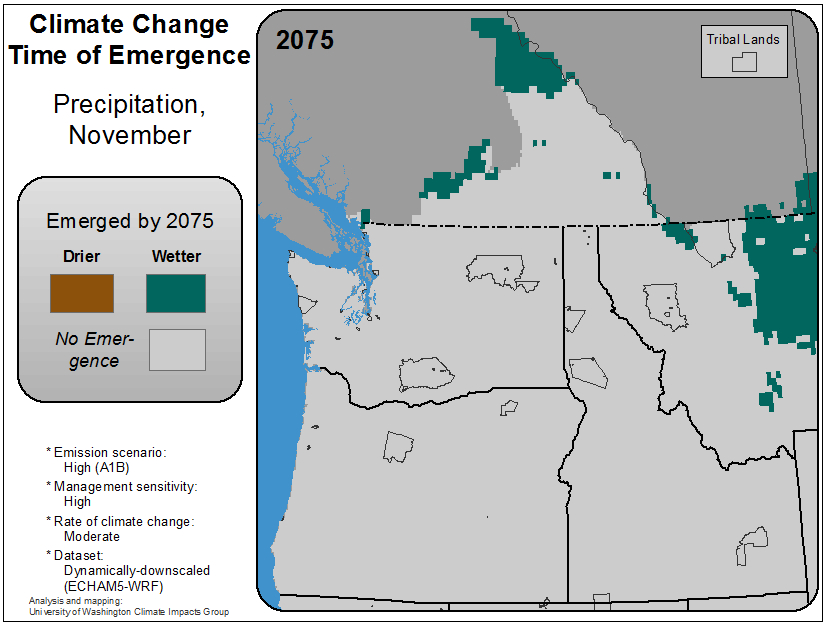 Climate Change
Time of Emergence
Precipitation,
November
Emerged by 2075
Drier
Wetter
No Emer-
gence
* Emission scenario:
High (A1B)
* Management sensitivity:
High
* Rate of climate change:
Moderate
* Dataset:
Dynamically-downscaled
(ECHAM5-WRF)
Analysis and mapping:
University of Washington Climate Impacts Group
2075
Tribal Lands